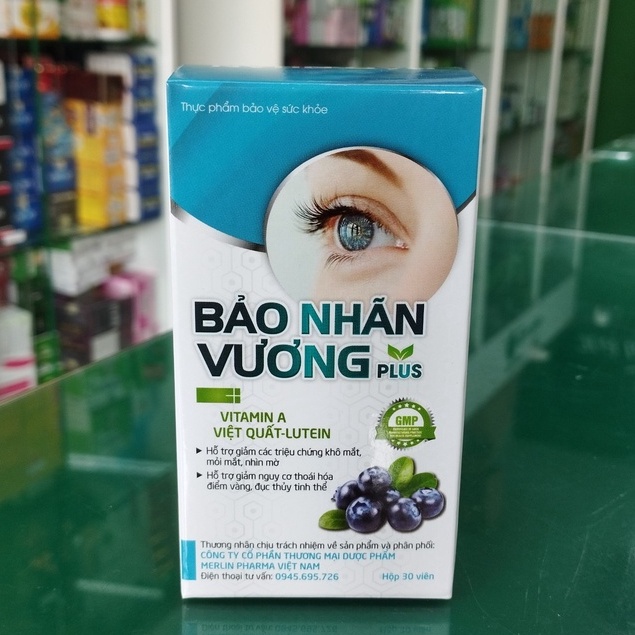 Thực phẩm bảo vệ sức khỏe
BẢO NHÃN
VƯƠNG PLUS
VITAMIN A
VIỆT QUẤT-LUTEIN
GMP
Hỗ trợ giảm các triệu chứng khô mắt,
mỏi mắt, nhìn mờ
Hỗ trợ giảm nguy cơ thoái hóa
điểm vàng, đục thủy tinh thể
Thương nhân chịu trách nhiệm về sản phẩm và phân phối:
CÔNG TY CỔ PHẦN THƯƠNG MẠI DƯỢC PHẨM
MERLIN PHARMA VIỆT NAM
Điện thoại tư vấn: 0945.695.726
Hộp 30 viên